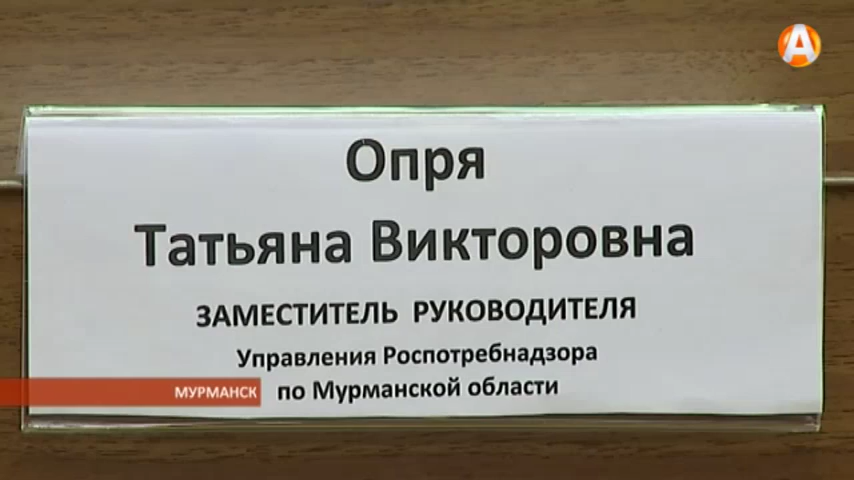 А
Опря
Татьяна Викторовна
ЗАМЕСТИТЕЛЬ РУКОВОДИТЕЛЯ
Управления Роспотребнадзора
по Мурманской области
МУРМАНСК